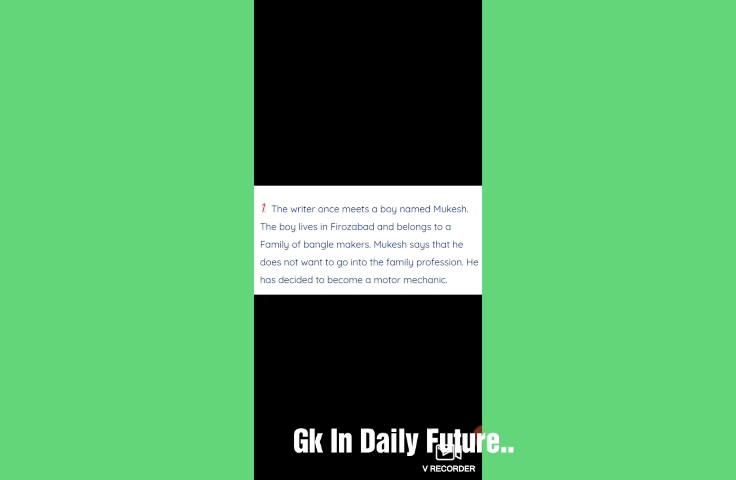 1. The writer once meets a boy named Mukesh.
The boy lives in Firozabad and belongs to a
Family of bangle makers. Mukesh says that he
does not want to go into the family profession. He
has decided to become a motor mechanic.
Gk In Daily Future..
V RECORDER